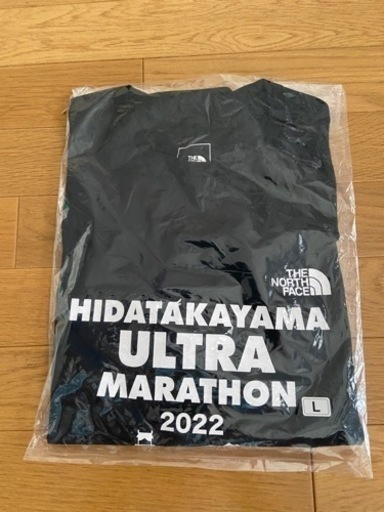 THE
NORTH
FACE
HIDATAKAYAMA
ULTRA
MARATHON
L
2022